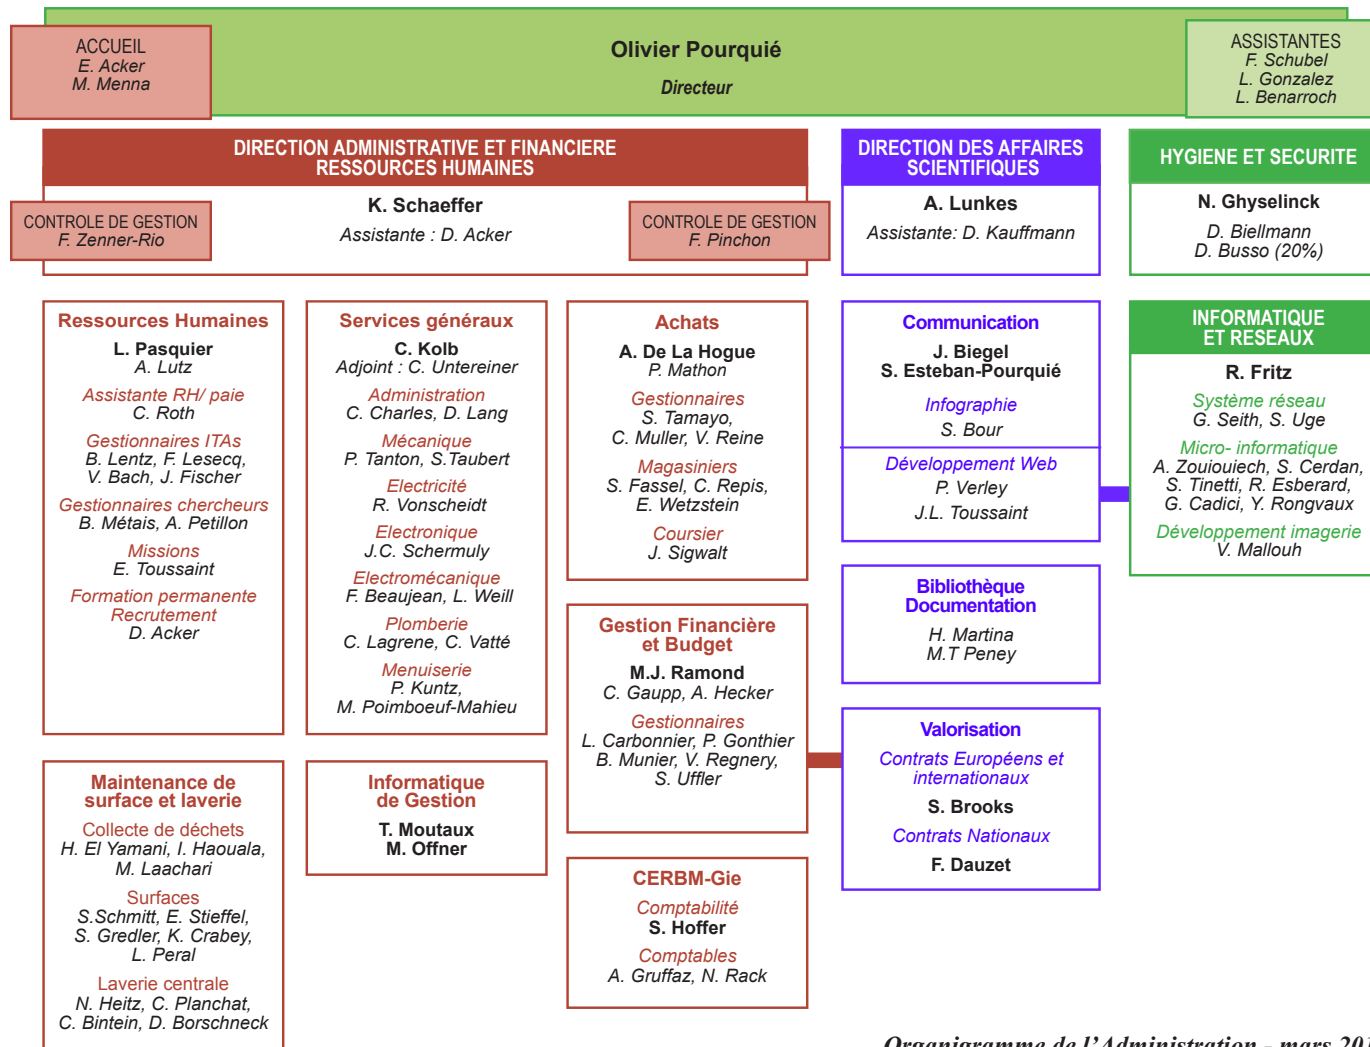 ACCUEIL
E. Acker
M. Menna
Olivier Pourquié
Directeur
ASSISTANTES
F. Schubel
L. Gonzalez
L. Benarroch
DIRECTION ADMINISTRATIVE ET FINANCIERE
RESSOURCES HUMAINES
K. Schaeffer
Assistante : D. Acker
CONTROLE DE GESTION
F. Zenner-Rio
CONTROLE DE GESTION
F. Pinchon
DIRECTION DES AFFAIRES
SCIENTIFIQUES
A. Lunkes
Assistante: D. Kauffmann
HYGIENE ET SECURITE
N. Ghyselinck
D. Biellmann
D. Busso (20%)
Ressources Humaines
L. Pasquier
A. Lutz
Assistante RH/ paie
C. Roth
Gestionnaires ITAs
B. Lentz, F. Lesecq,
V. Bach, J. Fischer
Gestionnaires chercheurs
B. Métais, A. Petillon
Missions
E. Toussaint
Formation permanente
Recrutement
D. Acker
Maintenance de
surface et laverie
Collecte de déchets
H. El Yamani, I. Haouala,
M. Laachari
Surfaces
S.Schmitt, E. Stieffel,
S. Gredler, K. Crabey,
L. Peral
Laverie centrale
N. Heitz, C. Planchat,
C. Bintein, D. Borschneck
Services généraux
C. Kolb
Adjoint : C. Untereiner
Administration
C. Charles, D. Lang
Mécanique
P. Tanton, S.Taubert
Electricité
R. Vonscheidt
Electronique
J.C. Schermuly
Electromécanique
F. Beaujean, L. Weill
Plomberie
C. Lagrene, C. Vatté
Menuiserie
P. Kuntz,
M. Poimboeuf-Mahieu
Informatique
de Gestion
T. Moutaux
M. Offner
Achats
A. De La Hogue
P. Mathon
Gestionnaires
S. Tamayo,
C. Muller, V. Reine
Magasiniers
S. Fassel, C. Repis,
E. Wetzstein
Coursier
J. Sigwalt
Gestion Financière
et Budget
M.J. Ramond
C. Gaupp, A. Hecker
Gestionnaires
L. Carbonnier, P. Gonthier
B. Munier, V. Regnery,
S. Uffler
CERBM-Gie
Comptabilité
S. Hoffer
Comptables
A. Gruffaz, N. Rack
Communication
J. Biegel
S. Esteban-Pourquié
Infographie
S. Bour
Développement Web
P. Verley
J.L. Toussaint
Bibliothèque
Documentation
H. Martina
M.T Peney
Valorisation
Contrats Européens et
internationaux
S. Brooks
Contrats Nationaux
F. Dauzet
INFORMATIQUE
ET RESEAUX
R. Fritz
Système réseau
G. Seith, S. Uge
Micro- informatique
A. Zouiouiech, S. Cerdan,
S. Tinetti, R. Esberard,
G. Cadici, Y. Rongvaux
Développement imagerie
V. Mallouh
Organigramme de l'Administration - mars